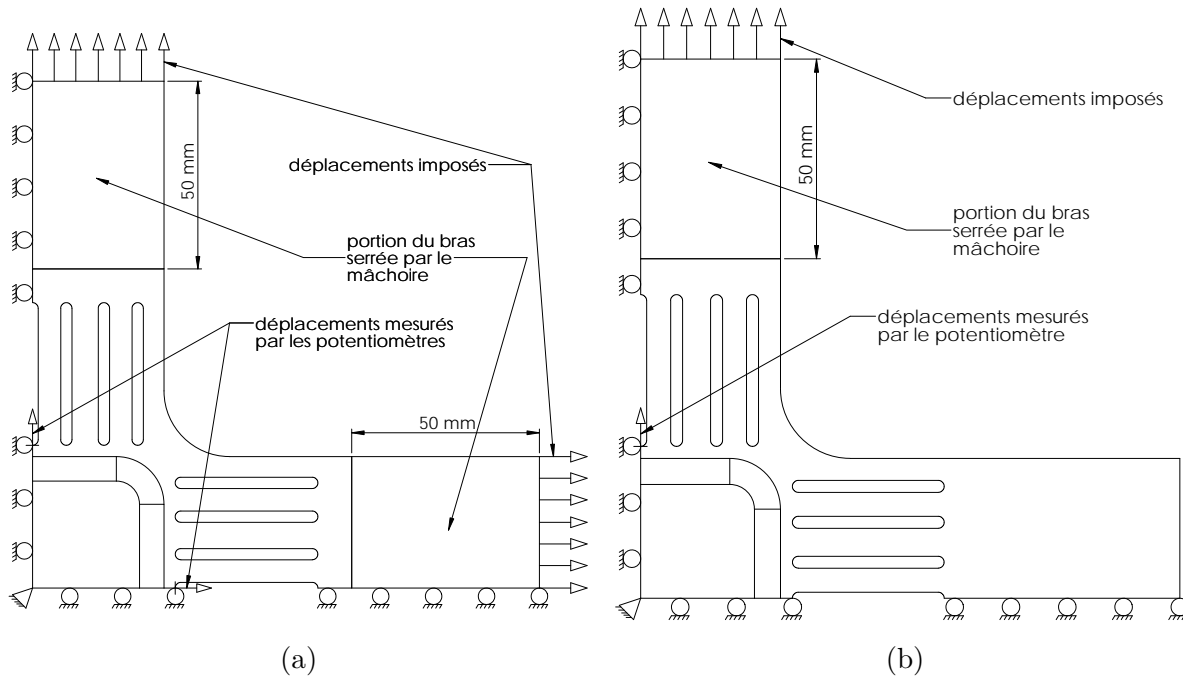 50 mm
déplacements imposés
portion du bras
serrée par le
mâchoire
déplacements mesurés
par les potentiomètres
50 mm
(a)
déplacements imposés
50 mm
portion du bras
serrée par le
mâchoire
déplacements mesurés
par le potentiomètre
(b)